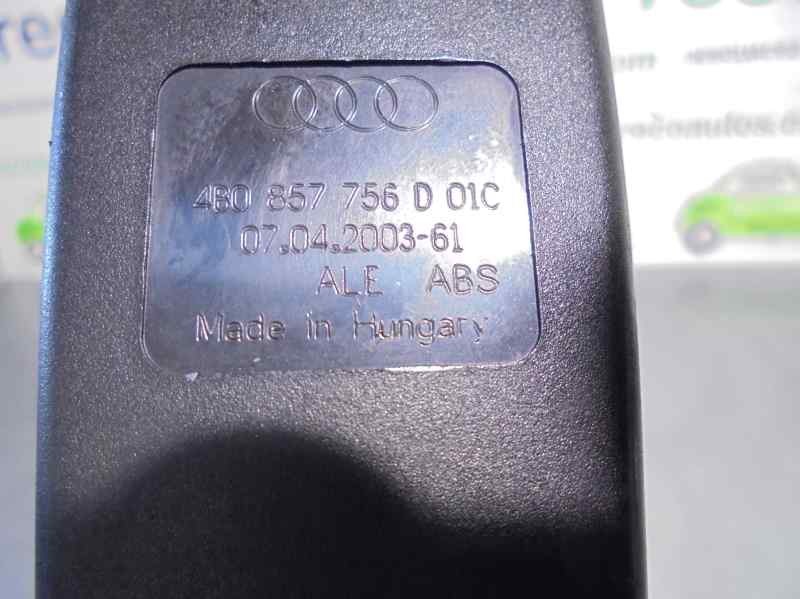 4B0 857 756 D 01C
07.04.2003-61
ALE ABS
Made in Hungary